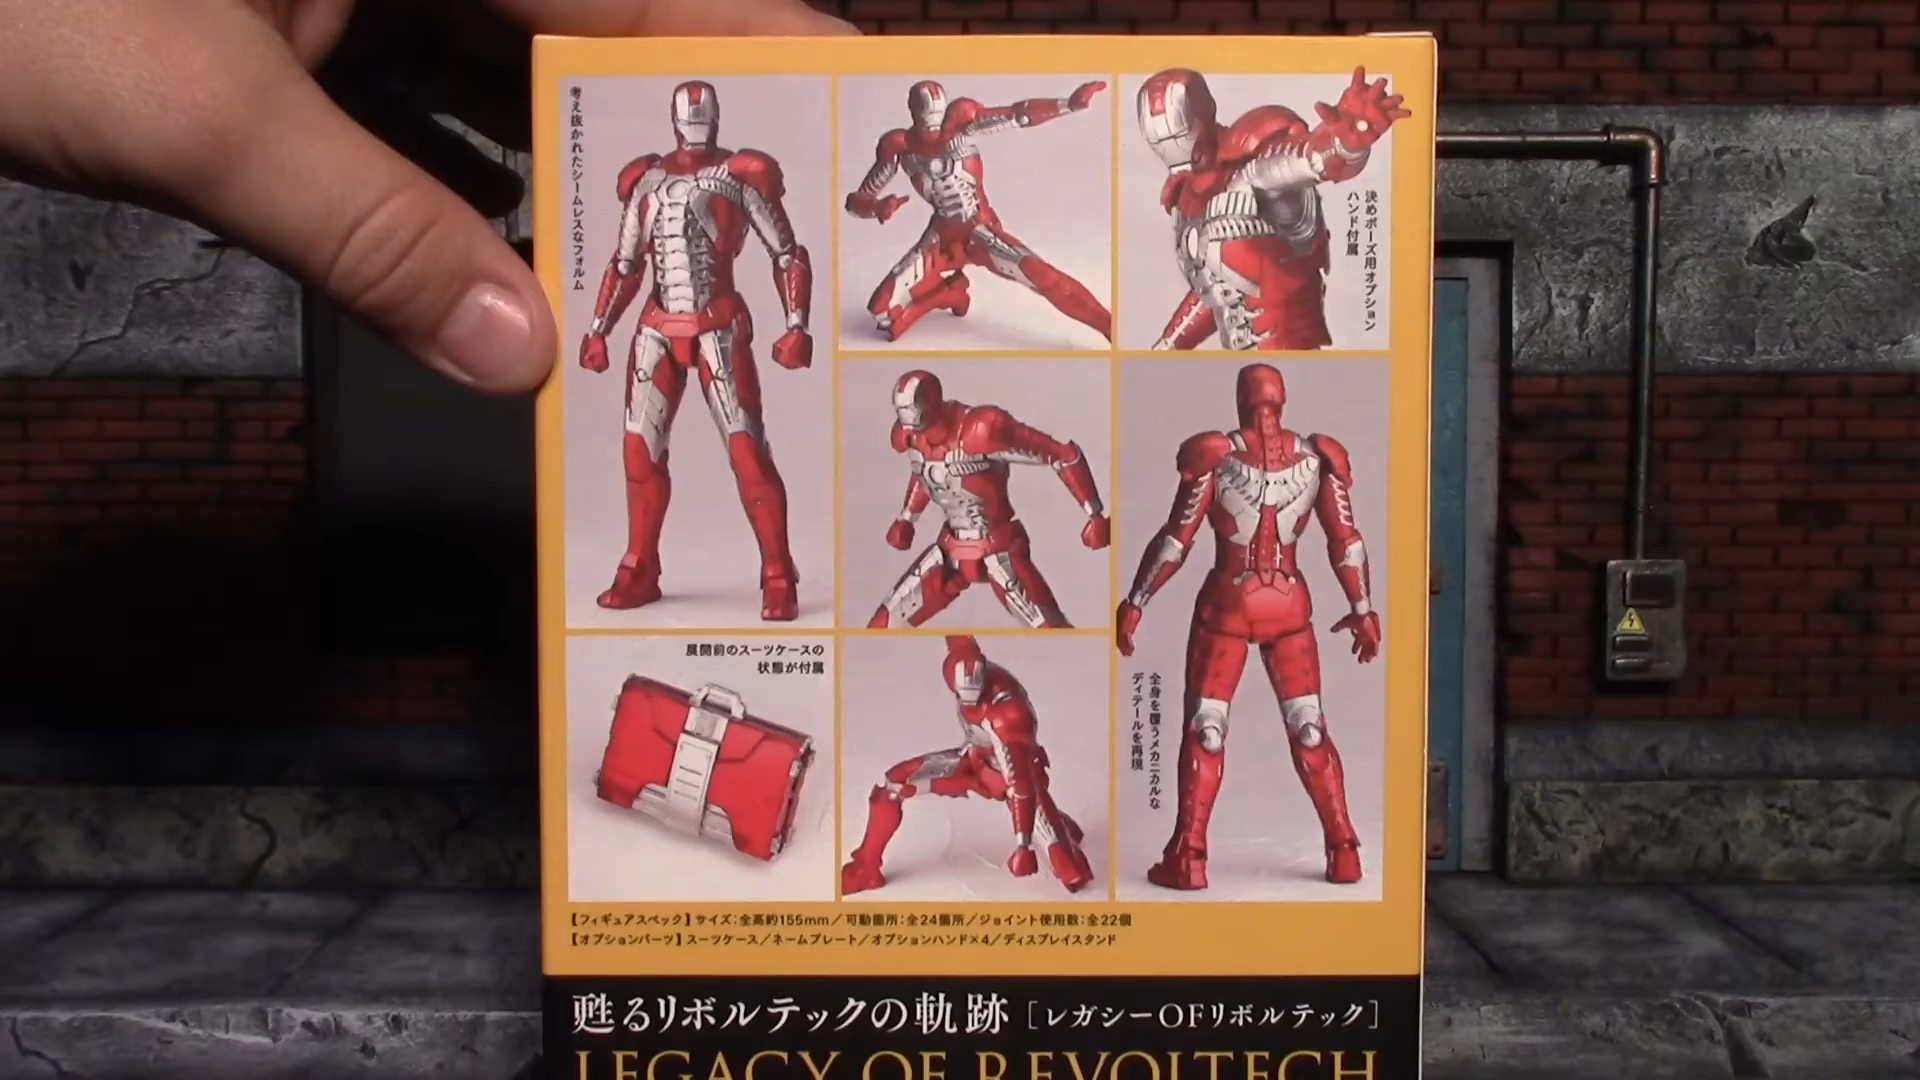 考え抜かれたシームレスなフォルム
決めポーズ用オプション
ハンド付属
展開前のスーツケースの
状態が付属
全身を覆うメカニカルな
ディテールを再現
【フィギュアスペック】サイズ:全高約155mm/可動箇所:全24箇所/ジョイント使用数:全22個
【オプションパーツ】スーツケース/ネームプレート/オプションハンド×4/ディスプレイスタンド
甦るリボルテックの軌跡[レガシーOFリボルテック]
LEGACY OF REVOLTECH